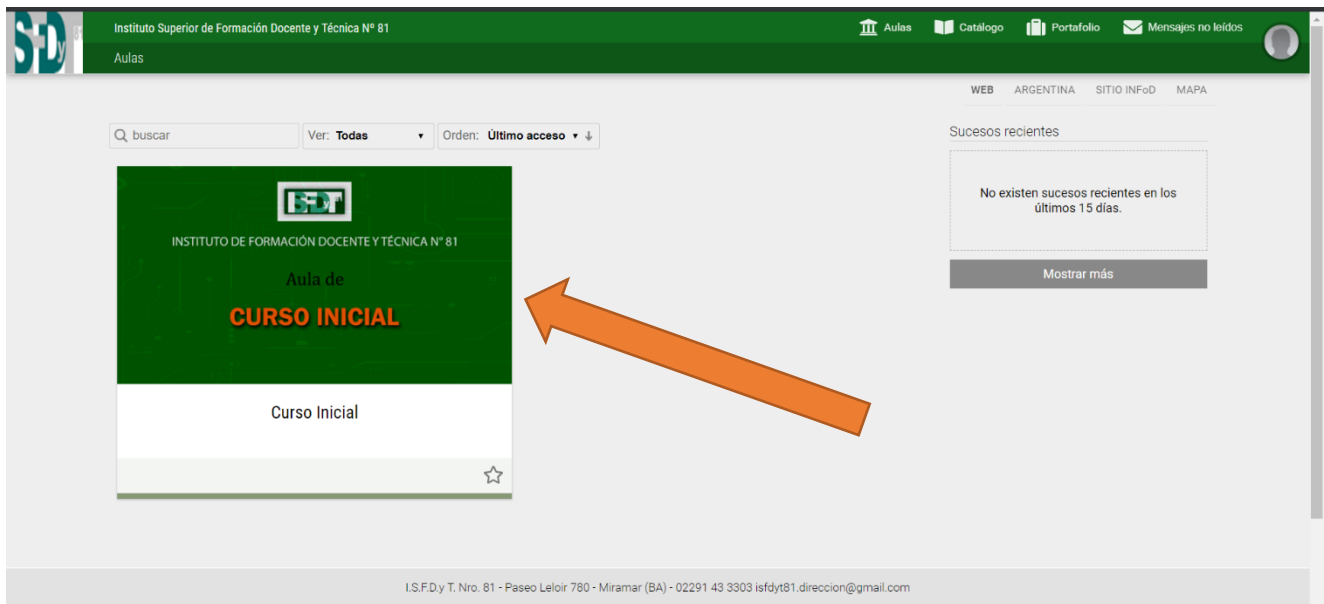 SFDy
81
Instituto Superior de Formación Docente y Técnica Nº 81
Aulas
Catálogo
Portafolio
Mensajes no leídos
Aulas
WEB
ARGENTINA
SITIO INFoD
MAPA
buscar
Ver: Todas
Orden: Último acceso
Sucesos recientes
No existen sucesos recientes en los
últimos 15 días.
Mostrar más
ISFDyT
INSTITUTO DE FORMACIÓN DOCENTE Y TÉCNICA N° 81
Aula de
CURSO INICIAL
Curso Inicial
I.S.F.D.y T. Nro. 81 - Paseo Leloir 780 - Miramar (BA) - 02291 43 3303 isfdyt81.direccion@gmail.com